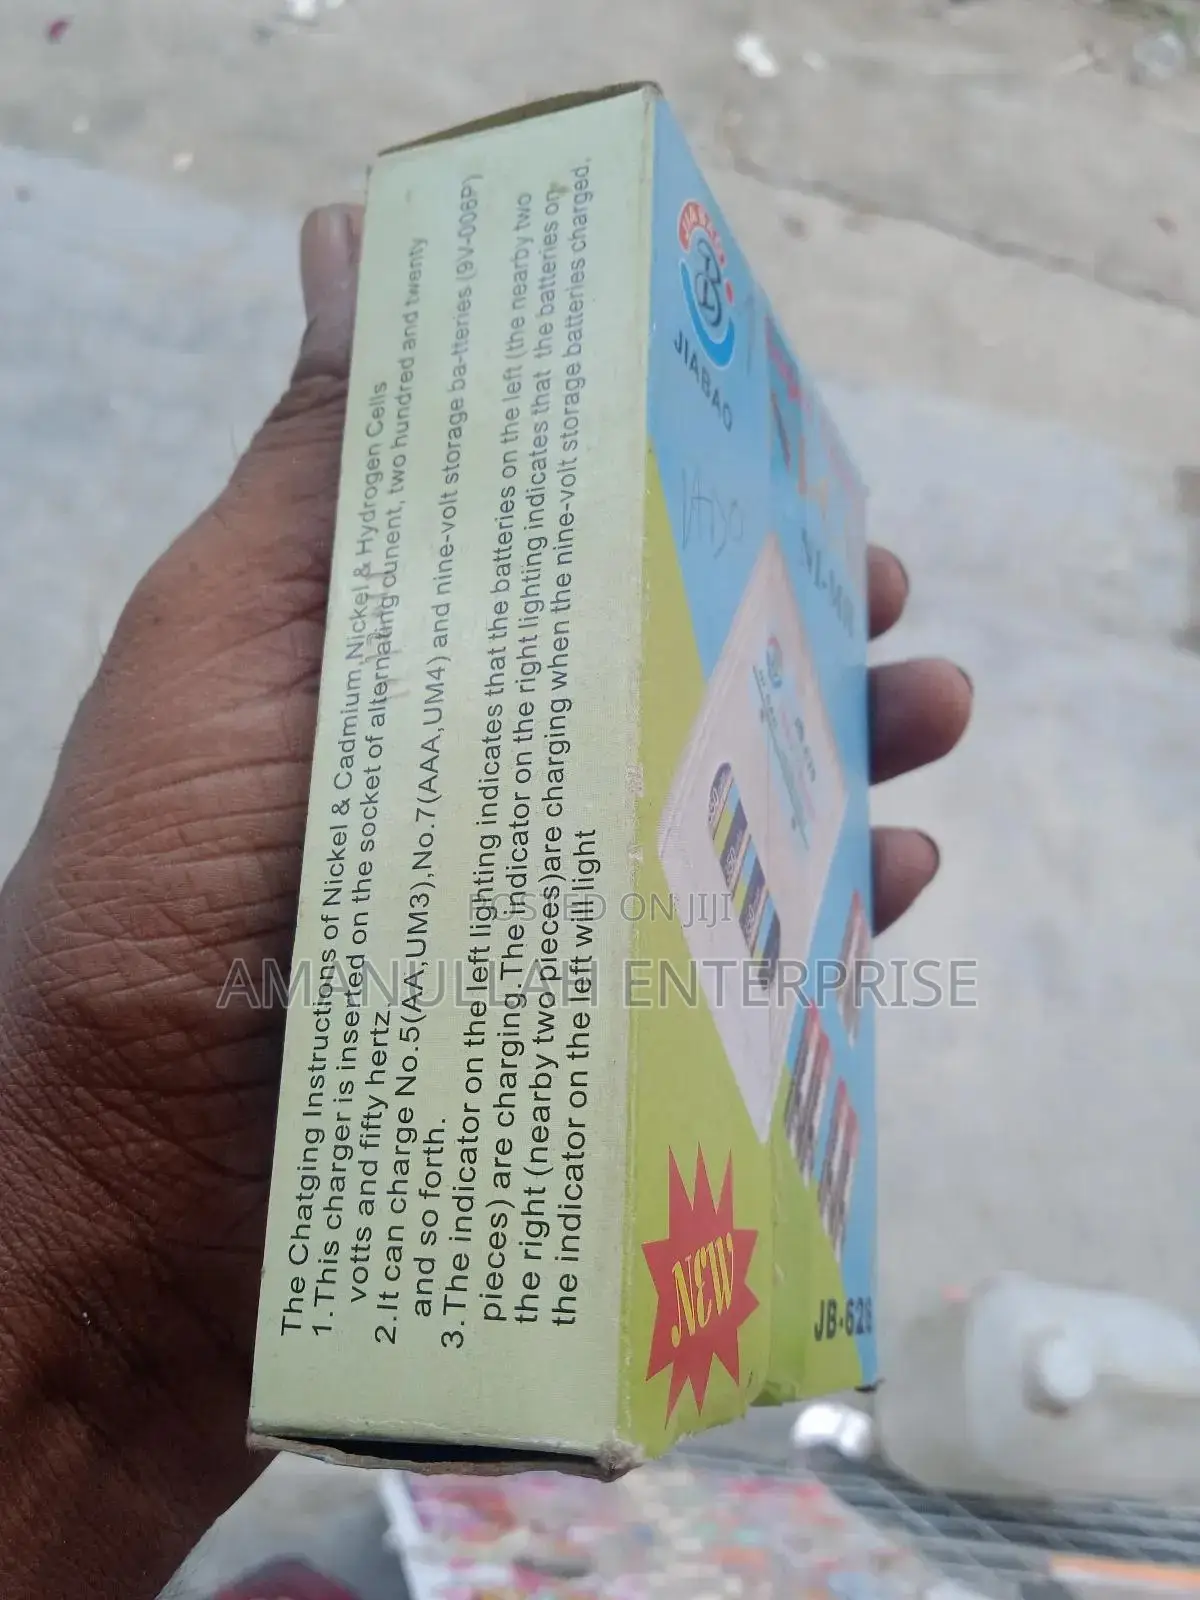 The Chatging Instructions of Nickel & Cadmium,Nickel & Hydrogen Cells
1.This charger is inserted on the socket of alternating cunent, two hundred and twenty
votts and fifty hertz.
2.It can charge No.5(AA,UM3),No.7(AAA,UM4) and nine-volt storage ba-tteries (9V-006P)
and so forth.
3.The indicator on the left lighting indicates that the batteries on the left (the nearby two
pieces) are charging.The indicator on the right lighting indicates that the batteries on
the right (nearby two pieces)are charging when the nine-volt storage batteries charged,
the indicator on the left will light
JIABAO
JIABAO
NEW
JB-628
POSTED ON JIJI
AMANULLAH ENTERPRISE